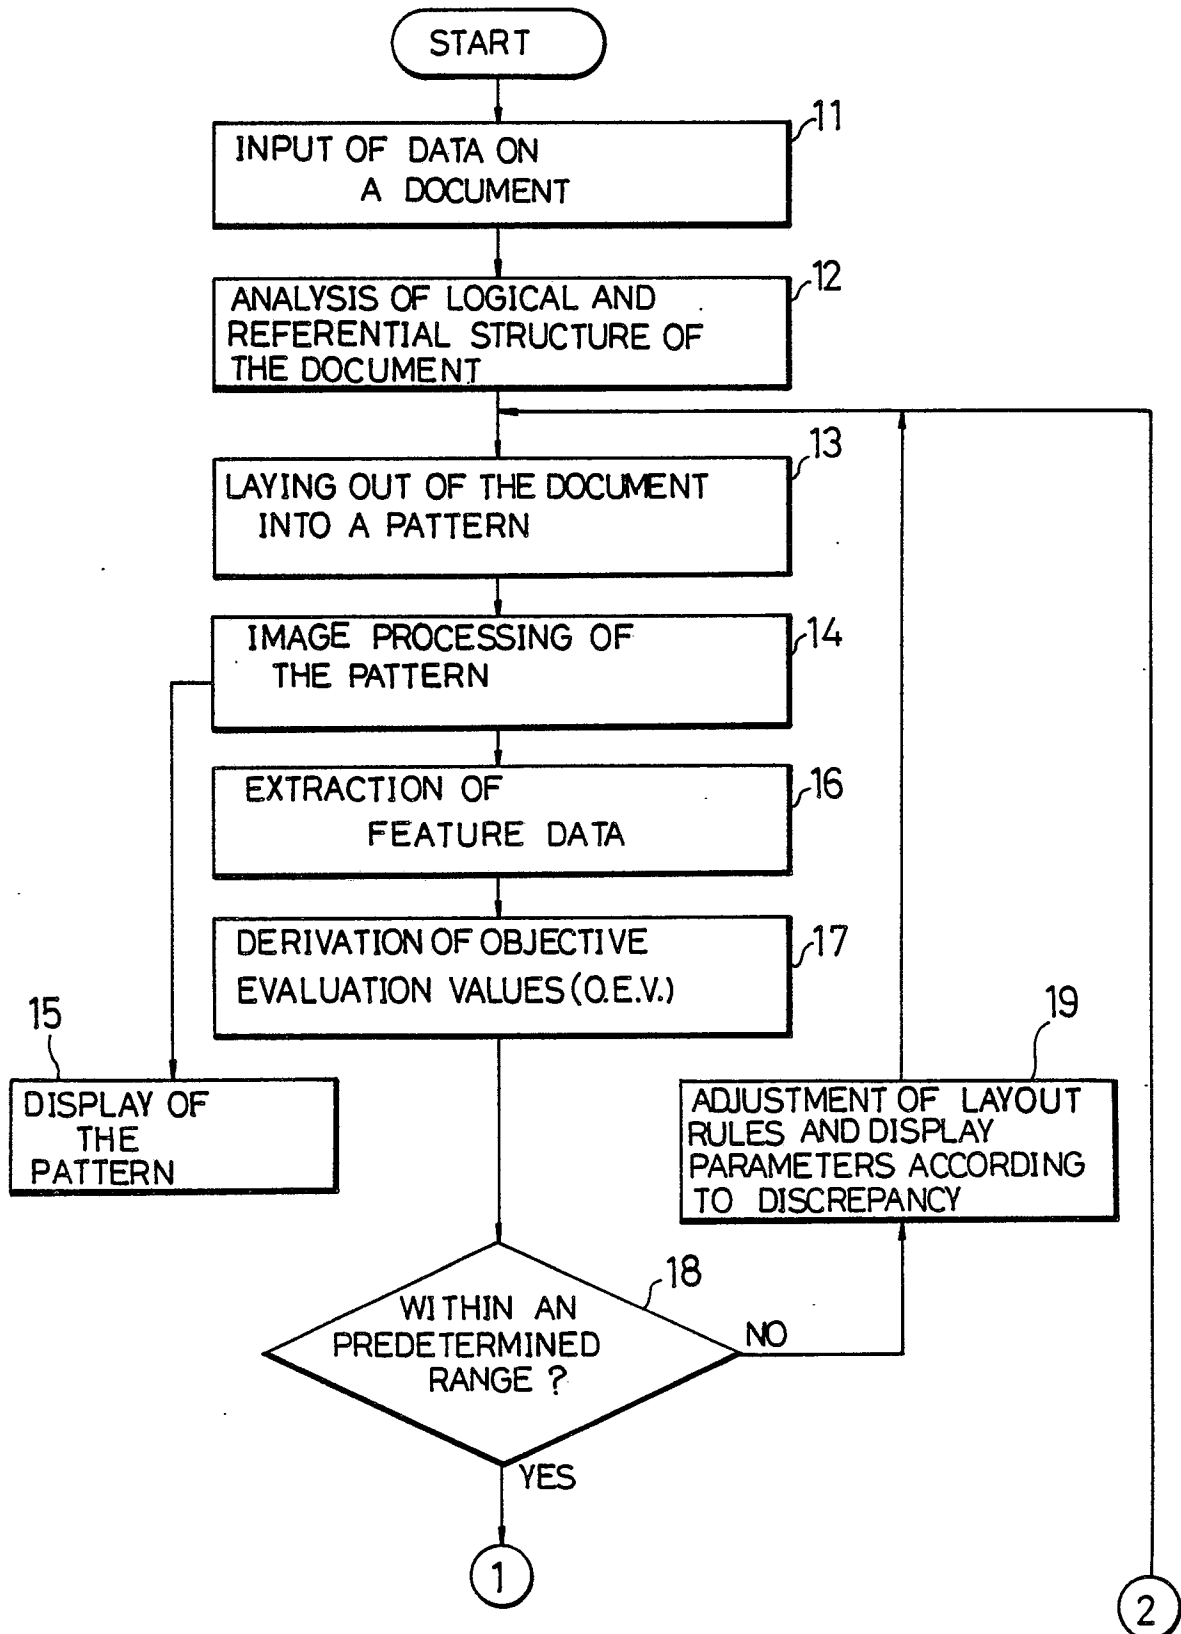 START
11
INPUT OF DATA ON
A DOCUMENT
12
ANALYSIS OF LOGICAL AND
REFERENTIAL STRUCTURE OF
THE DOCUMENT
13
LAYING OUT OF THE DOCUMENT
INTO A PATTERN
14
IMAGE PROCESSING OF
THE PATTERN
16
EXTRACTION OF
FEATURE DATA
17
DERIVATION OF OBJECTIVE
EVALUATION VALUES (O.E.V.)
15
DISPLAY OF
THE
PATTERN
19
ADJUSTMENT OF LAYOUT
RULES AND DISPLAY
PARAMETERS ACCORDING
TO DISCREPANCY
18
WITHIN AN
PREDETERMINED
RANGE ?
NO
YES
1
2